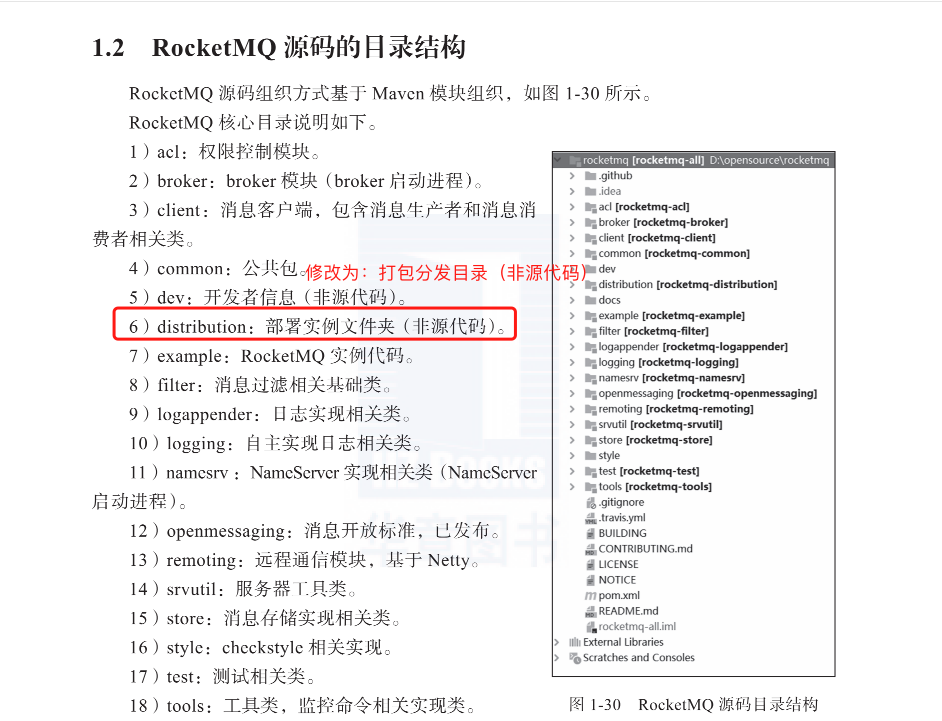 1.2 RocketMQ 源码的目录结构
RocketMQ 源码组织方式基于 Maven 模块组织，如图 1-30 所示。
RocketMQ 核心目录说明如下。
1）acl：权限控制模块。
2）broker：broker 模块（broker 启动进程）。
3）client：消息客户端，包含消息生产者和消息消
费者相关类。
4）common：公共包。
修改为：打包分发目录（非源代码）
5）dev：开发者信息（非源代码）。
6）distribution：部署实例文件夹（非源代码）。
7）example：RocketMQ 实例代码。
8）filter：消息过滤相关基础类。
9）logappender：日志实现相关类。
10）logging：自主实现日志相关类。
11）namesrv：NameServer 实现相关类（NameServer
启动进程）。
12）openmessaging：消息开放标准，已发布。
13）remoting：远程通信模块，基于 Netty。
14）srvutil：服务器工具类。
15）store：消息存储实现相关类。
16）style：checkstyle 相关实现。
17）test：测试相关类。
18）tools：工具类，监控命令相关实现类。
rocketmq [rocketmq-all] D:\opensource\rocketmq
.github
.idea
acl [rocketmq-acl]
broker [rocketmq-broker]
client [rocketmq-client]
common [rocketmq-common]
dev
distribution [rocketmq-distribution]
docs
example [rocketmq-example]
filter [rocketmq-filter]
logappender [rocketmq-logappender]
logging [rocketmq-logging]
namesrv [rocketmq-namesrv]
openmessaging [rocketmq-openmessaging]
remoting [rocketmq-remoting]
srvutil [rocketmq-srvutil]
store [rocketmq-store]
style
test [rocketmq-test]
tools [rocketmq-tools]
.gitignore
.travis.yml
BUILDING
CONTRIBUTING.md
LICENSE
NOTICE
pom.xml
README.md
rocketmq-all.iml
External Libraries
Scratches and Consoles
图 1-30 RocketMQ 源码目录结构